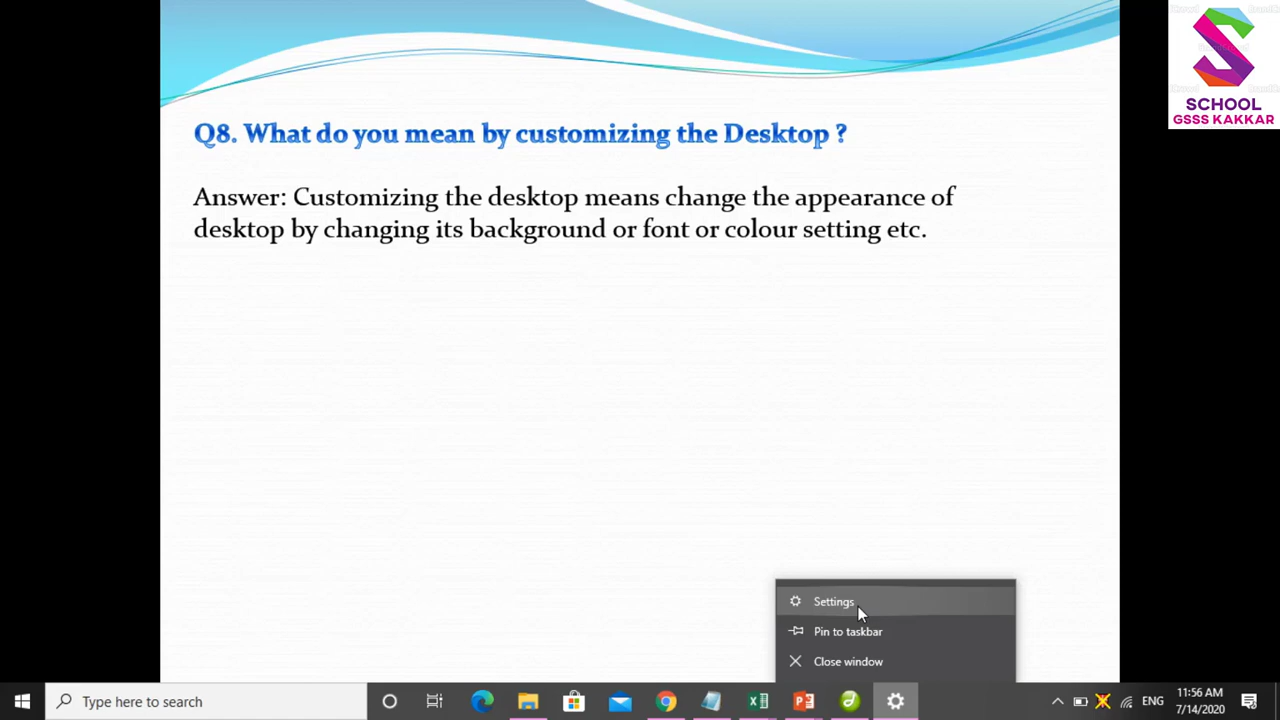 SCHOOL
GSSS KAKKAR
Q8. What do you mean by customizing the Desktop ?
Answer: Customizing the desktop means change the appearance of
desktop by changing its background or font or colour setting etc.
Settings
Pin to taskbar
Close window
Type here to search
ENG
11:56 AM
7/14/2020